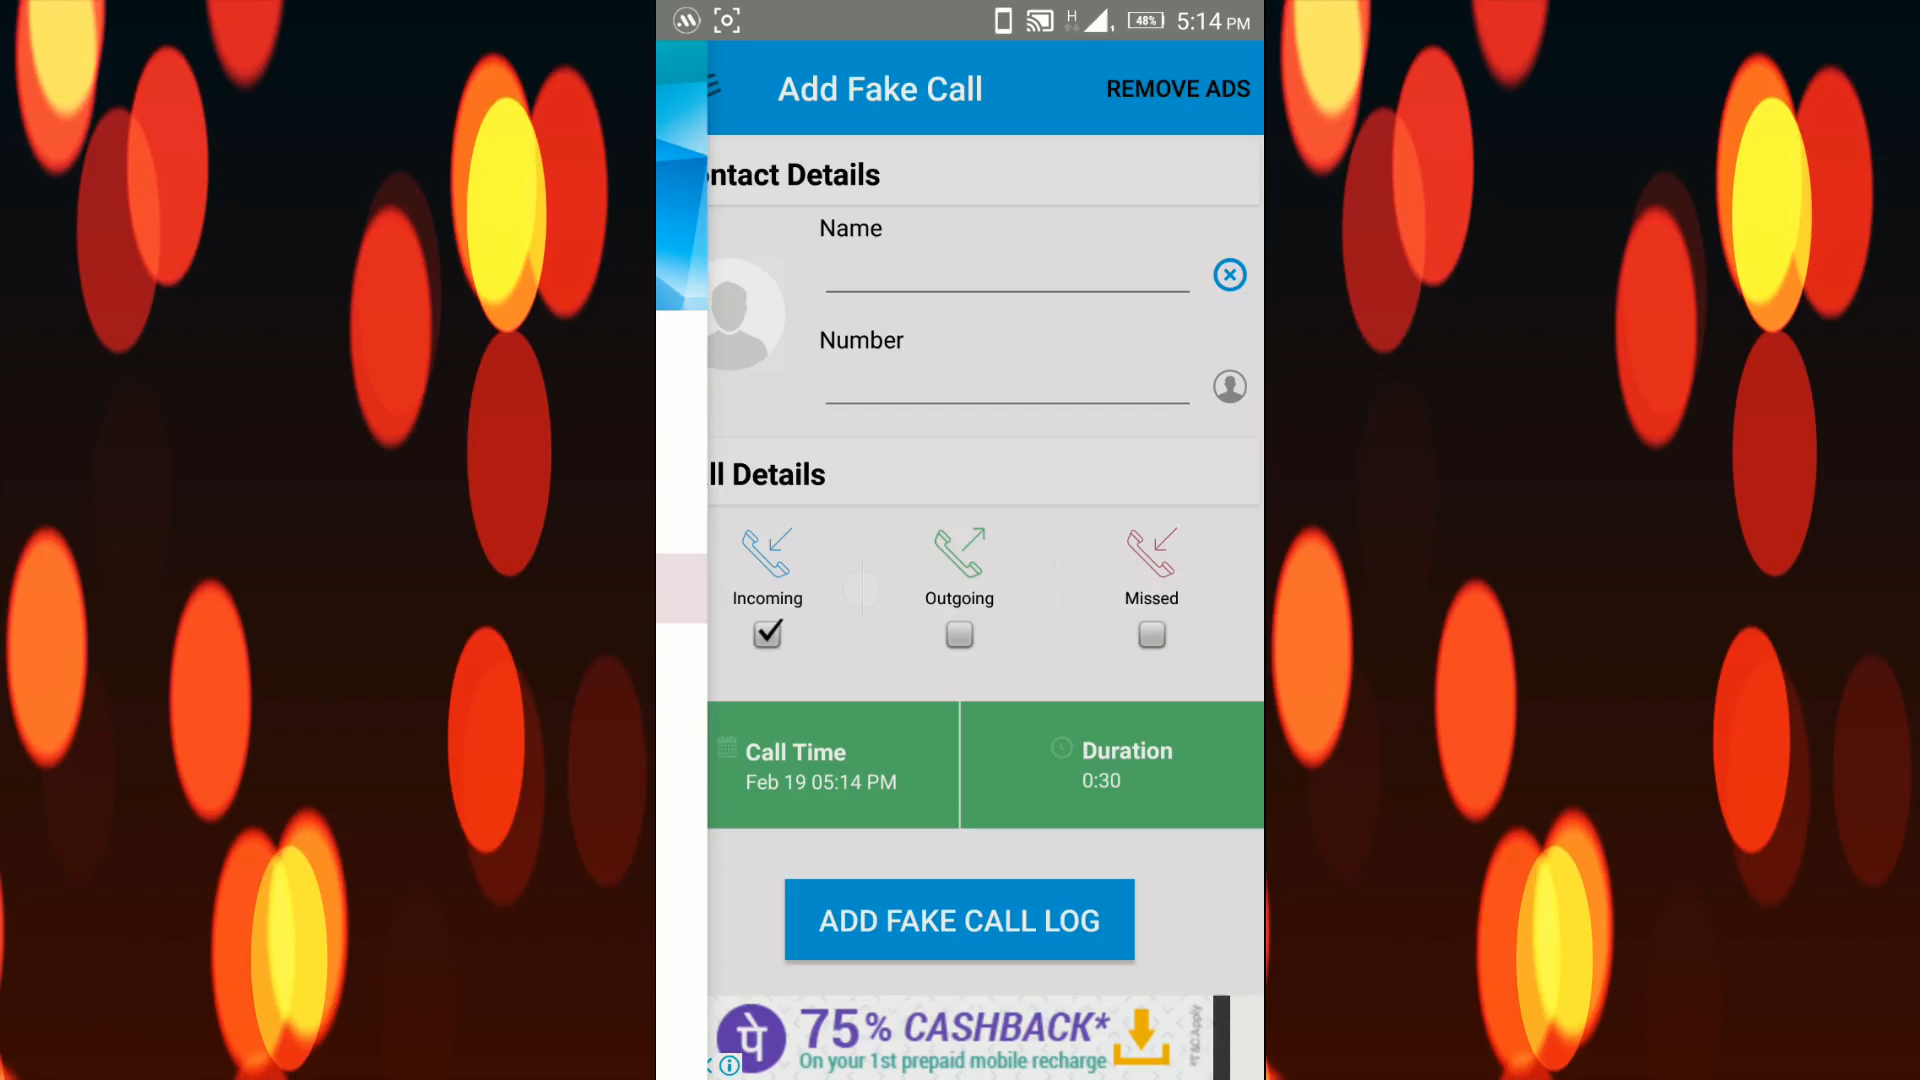 H
48%
5:14 PM
Add Fake Call
REMOVE ADS
ntact Details
Name
Number
ll Details
Incoming
Outgoing
Missed
Call Time
Feb 19 05:14 PM
Duration
0:30
ADD FAKE CALL LOG
पे
75% CASHBACK*
On your 1st prepaid mobile recharge
*T&C Apply